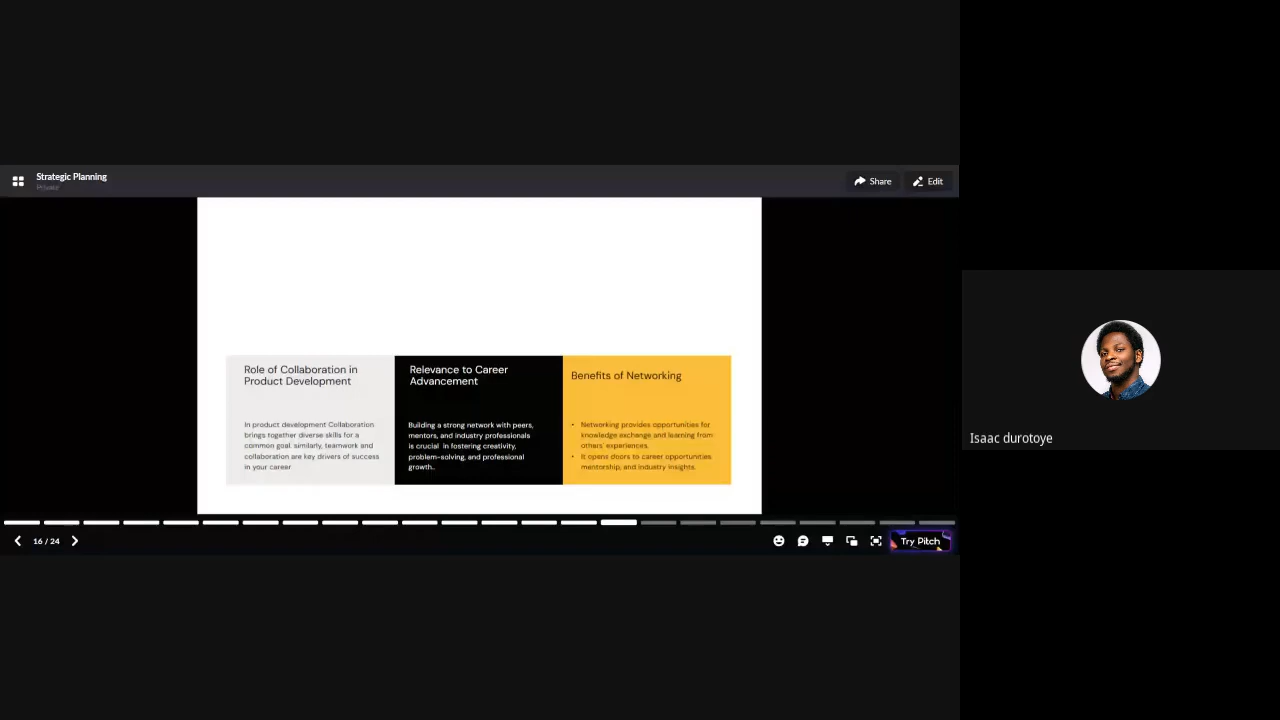 Strategic Planning
Private
Share
Edit
Role of Collaboration in
Product Development
In product development Collaboration
brings together diverse skills for a
common goal. similarly, teamwork and
collaboration are key drivers of success
in your career
Relevance to Career
Advancement
Building a strong network with peers,
mentors, and industry professionals
is crucial in fostering creativity,
problem-solving, and professional
growth..
Benefits of Networking
• Networking provides opportunities for
knowledge exchange and learning from
others' experiences.
• It opens doors to career opportunities
mentorship, and industry insights.
16 / 24
Try Pitch
Isaac durotoye